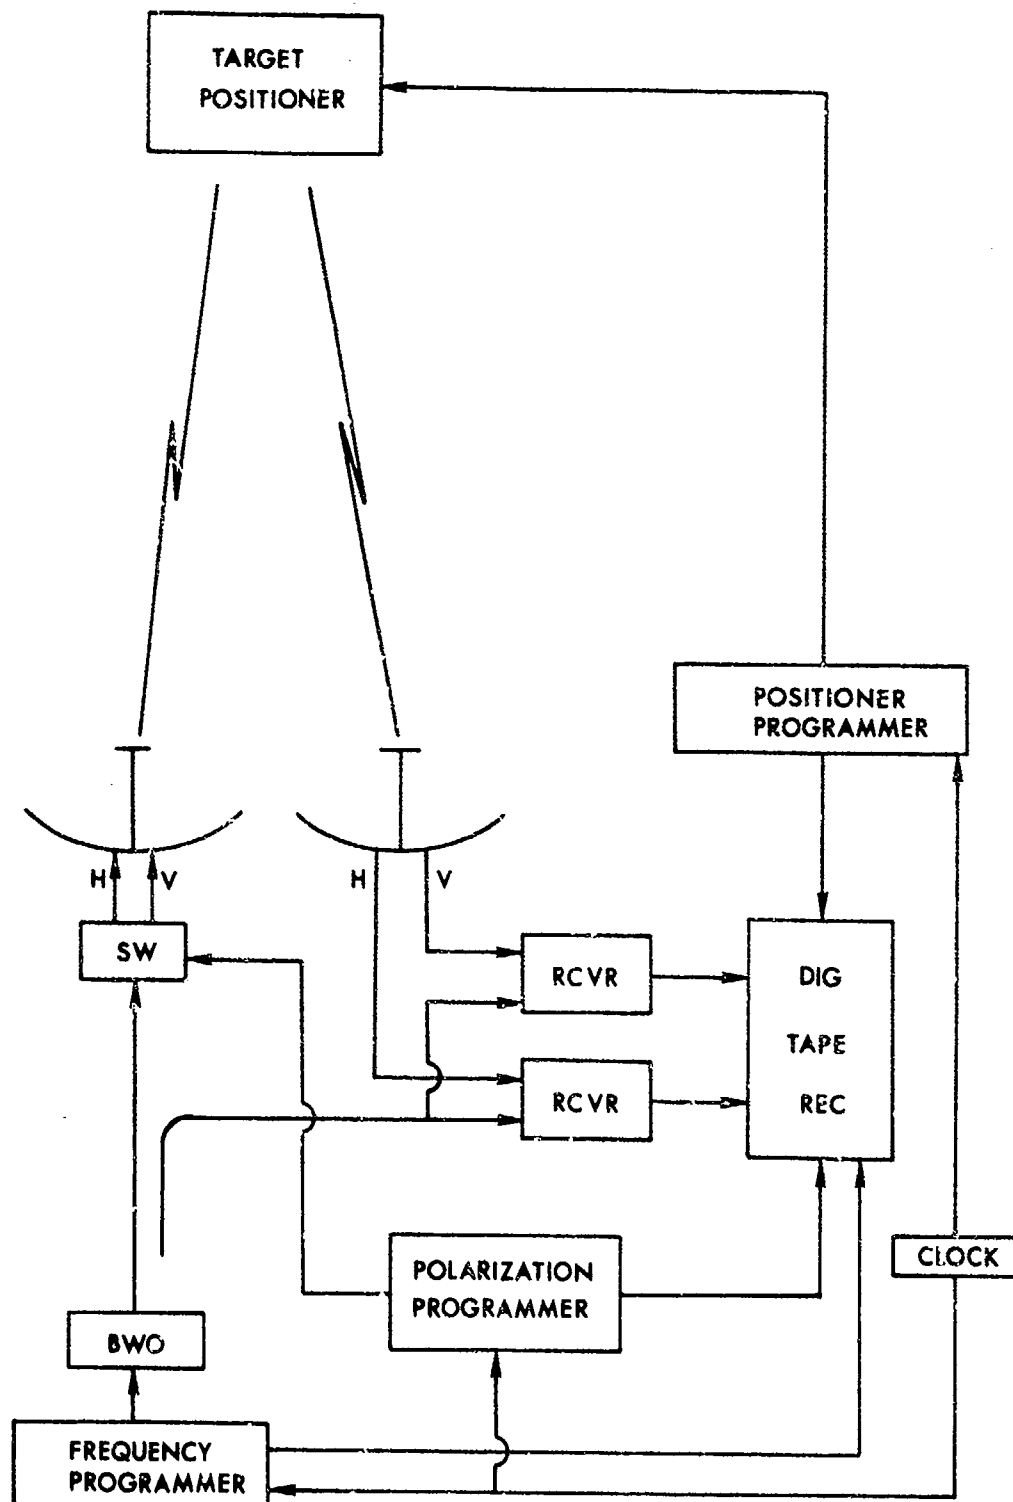 TARGET
POSITIONER
POSITIONER
PROGRAMMER
H
V
H
V
SW
RCVR
DIG
TAPE
REC
RCVR
CLOCK
POLARIZATION
PROGRAMMER
BWO
FREQUENCY
PROGRAMMER